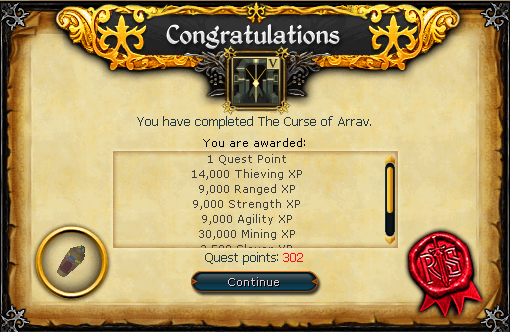 Congratulations
V
You have completed The Curse of Arrav.
You are awarded:
1 Quest Point
14,000 Thieving XP
9,000 Ranged XP
9,000 Strength XP
9,000 Agility XP
30,000 Mining XP
Quest points: 302
Continue
RS